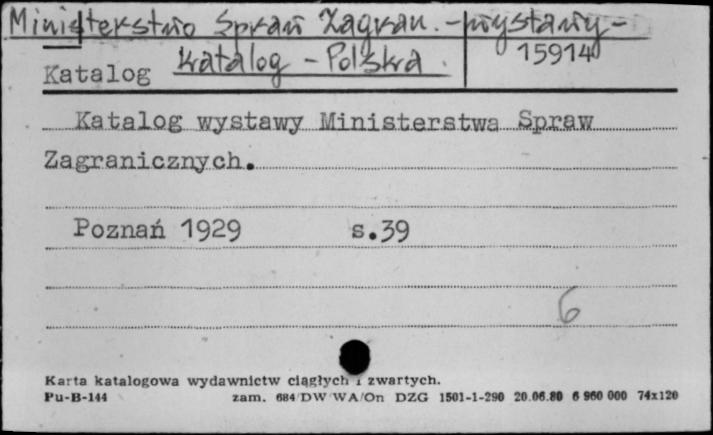 Ministerstwo Spraw Zagran. - wystawy -
15914
Katalog katalog - Polska.
Katalog wystawy Ministerstwa Spraw
Zagranicznych.
Poznań 1929 s.39
6
Karta katalogowa wydawnictw ciągłych i zwartych.
Pu-B-144 zam. 684/DW/WA/On DZG 1501-1-290 20.06.80 6 960 000 74x120